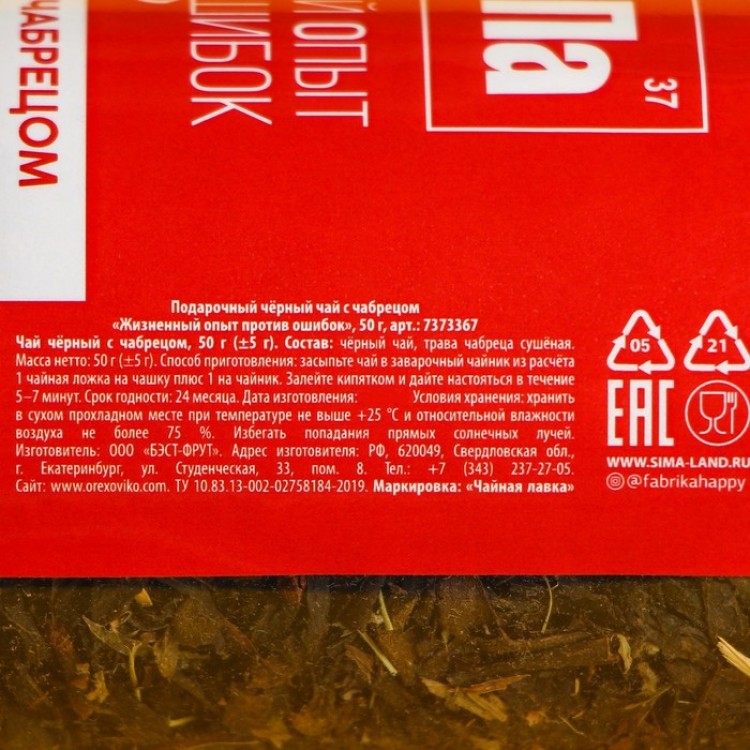 ЧАБРЕЦОМ
Й ОПЫТ
ШИБОК
ла
37
Подарочный чёрный чай с чабрецом
«Жизненный опыт против ошибок», 50 г, арт.: 7373367
Чай чёрный с чабрецом, 50 г (±5 г). Состав: чёрный чай, трава чабреца сушёная.
Масса нетто: 50 г (±5 г). Способ приготовления: засыпьте чай в заварочный чайник из расчёта
1 чайная ложка на чашку плюс 1 на чайник. Залейте кипятком и дайте настояться в течение
5–7 минут. Срок годности: 24 месяца. Дата изготовления: Условия хранения: хранить
в сухом прохладном месте при температуре не выше +25 °C и относительной влажности
воздуха не более 75 %. Избегать попадания прямых солнечных лучей.
Изготовитель: ООО «БЭСТ-ФРУТ». Адрес изготовителя: РФ, 620049, Свердловская обл.,
г. Екатеринбург, ул. Студенческая, 33, пом. 8. Тел.: +7 (343) 237-27-05.
Сайт: www.orexoviko.com. ТУ 10.83.13-002-02758184-2019. Маркировка: «Чайная лавка»
05
21
EAC
WWW.SIMA-LAND.RU
@fabrikahappy